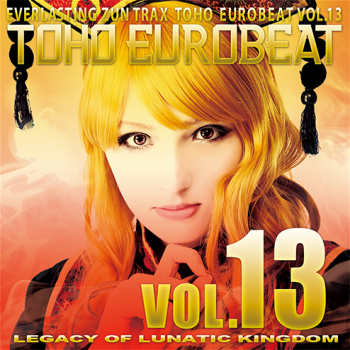 EVERLASTING ZUN TRAX TOHO EUROBEAT VOL.13
TOHO EUROBEAT
VOL.13
LEGACY OF LUNATIC KINGDOM